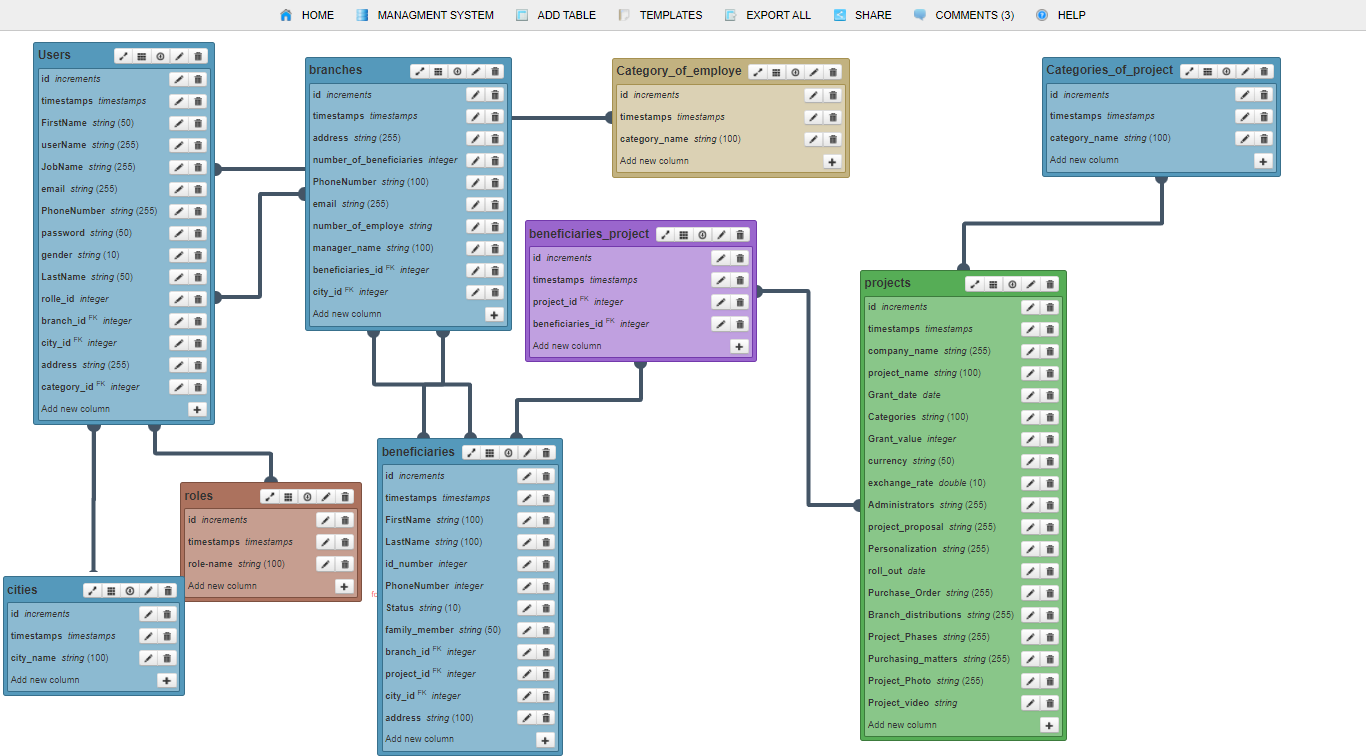 HOME MANAGMENT SYSTEM ADD TABLE TEMPLATES EXPORT ALL SHARE COMMENTS (3) HELP
Users
id increments
timestamps timestamps
FirstName string (50)
userName string (255)
JobName string (255)
email string (255)
PhoneNumber string (255)
password string (50)
gender string (10)
LastName string (50)
rolle_id integer
branch_id FK integer
city_id FK integer
address string (255)
category_id FK integer
Add new column
branches
id increments
timestamps timestamps
address string (255)
number_of_beneficiaries integer
PhoneNumber string (100)
email string (255)
number_of_employe string
manager_name string (100)
beneficiaries_id FK integer
city_id FK integer
Add new column
Category_of_employe
id increments
timestamps timestamps
category_name string (100)
Add new column
Categories_of_project
id increments
timestamps timestamps
category_name string (100)
Add new column
beneficiaries_project
id increments
timestamps timestamps
project_id FK integer
beneficiaries_id FK integer
Add new column
projects
id increments
timestamps timestamps
company_name string (255)
project_name string (100)
Grant_date date
Categories string (100)
Grant_value integer
currency string (50)
exchange_rate double (10)
Administrators string (255)
project_proposal string (255)
Personalization string (255)
roll_out date
Purchase_Order string (255)
Branch_distributions string (255)
Project_Phases string (255)
Purchasing_matters string (255)
Project_Photo string (255)
Project_video string
Add new column
roles
id increments
timestamps timestamps
role-name string (100)
Add new column
cities
id increments
timestamps timestamps
city_name string (100)
Add new column
beneficiaries
id increments
timestamps timestamps
FirstName string (100)
LastName string (100)
id_number integer
PhoneNumber integer
Status string (10)
family_member string (50)
branch_id FK integer
project_id FK integer
city_id FK integer
address string (100)
Add new column